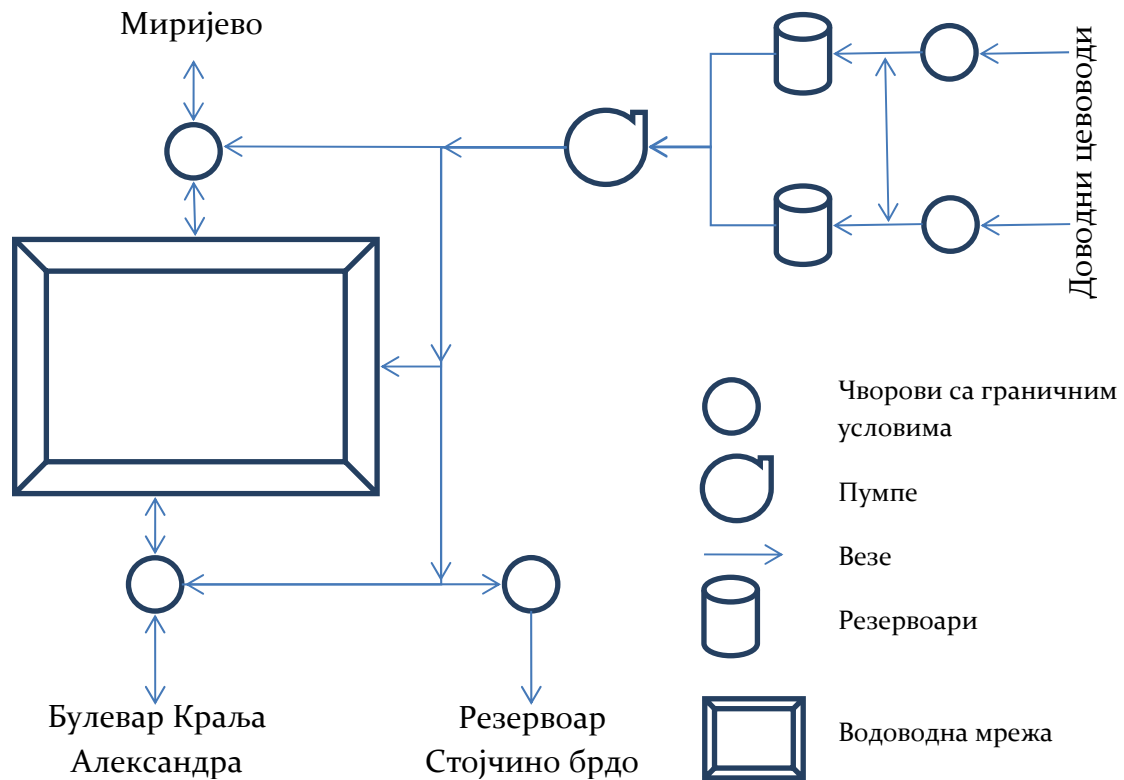 Миријево
Доводни цевоводи
Чворови са граничним
условима
Пумпе
Везе
Резервоари
Водоводна мрежа
Булевар Краља
Александра
Резервоар
Стојчино брдо